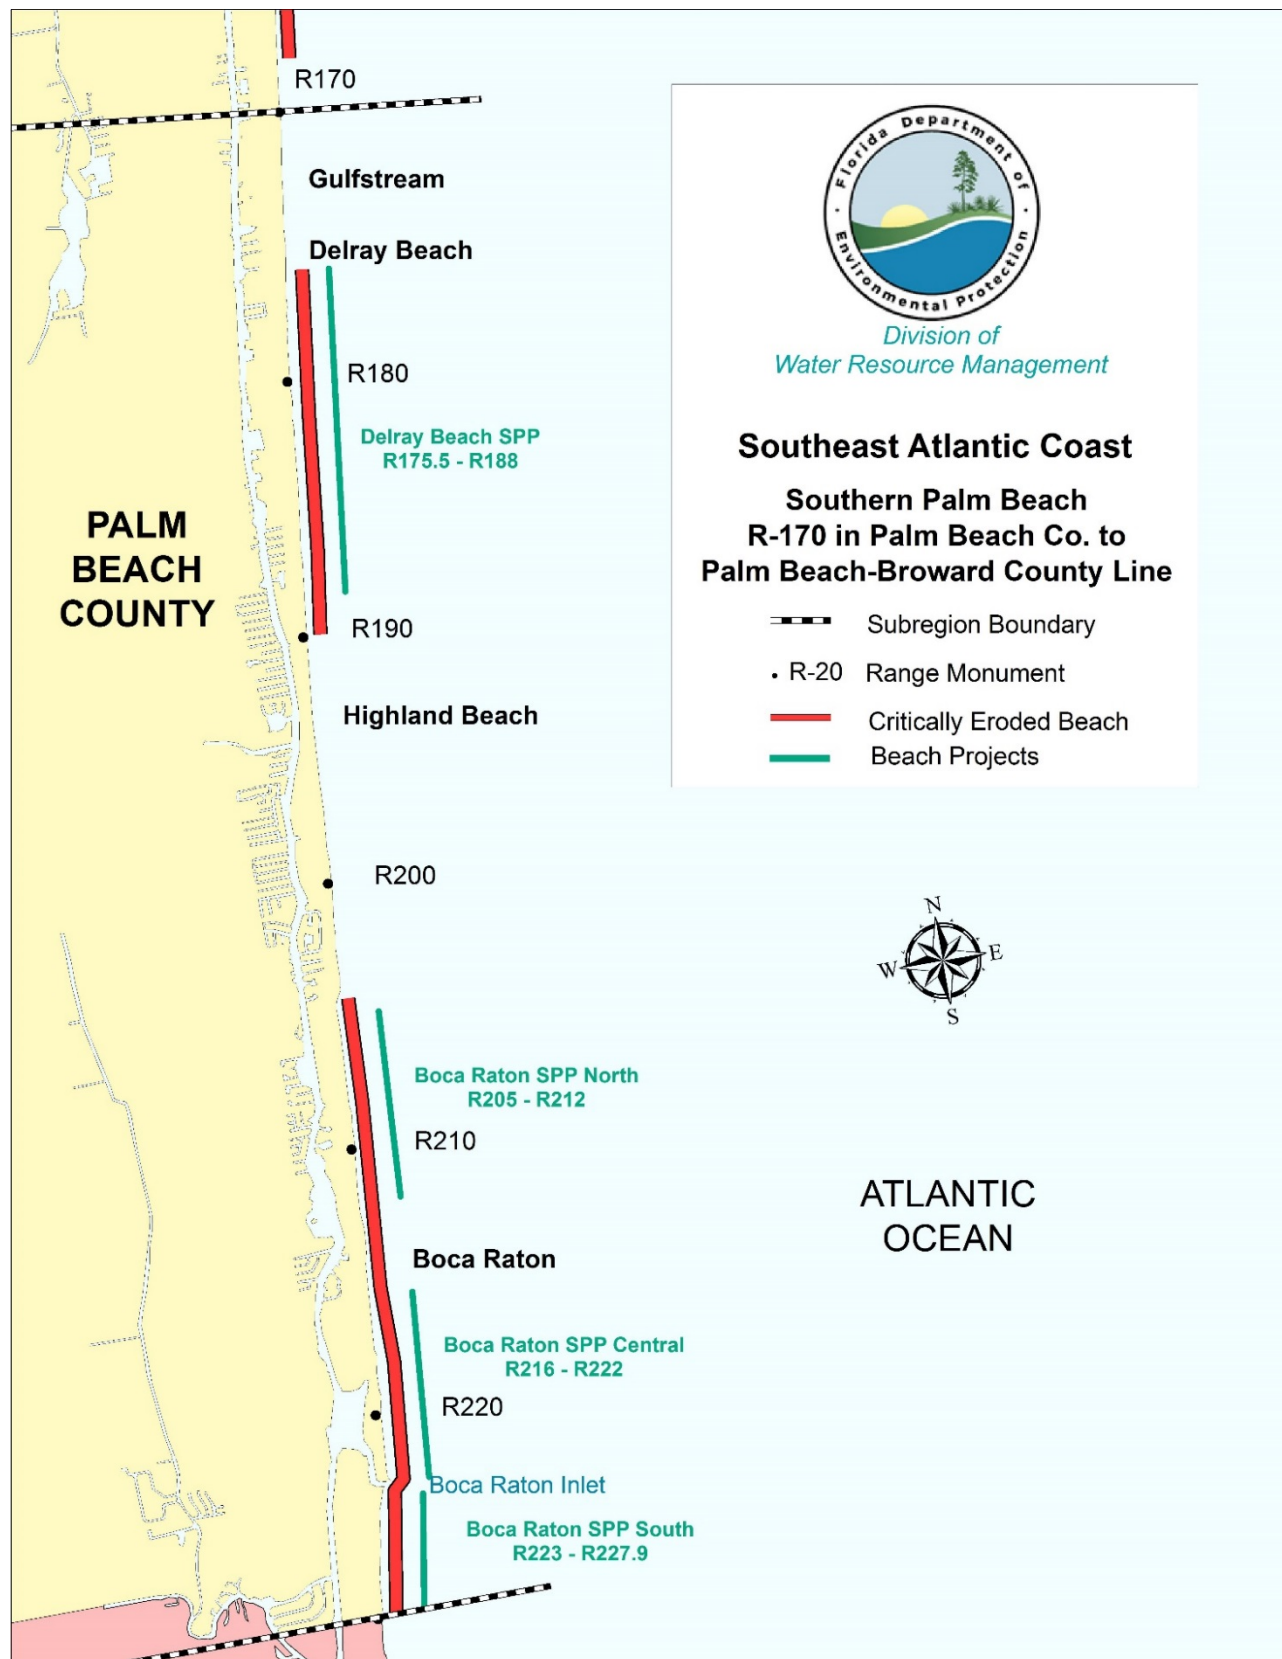 R170
Gulfstream
Delray Beach
R180
Delray Beach SPP
R175.5 - R188
PALM
BEACH
COUNTY
R190
Highland Beach
R200
Boca Raton SPP North
R205 - R212
R210
Boca Raton
Boca Raton SPP Central
R216 - R222
R220
Boca Raton Inlet
Boca Raton SPP South
R223 - R227.9
Florida Department of
Environmental Protection
Division of
Water Resource Management
Southeast Atlantic Coast
Southern Palm Beach
R-170 in Palm Beach Co. to
Palm Beach-Broward County Line
Subregion Boundary
R-20 Range Monument
Critically Eroded Beach
Beach Projects
N
W E
S
ATLANTIC
OCEAN